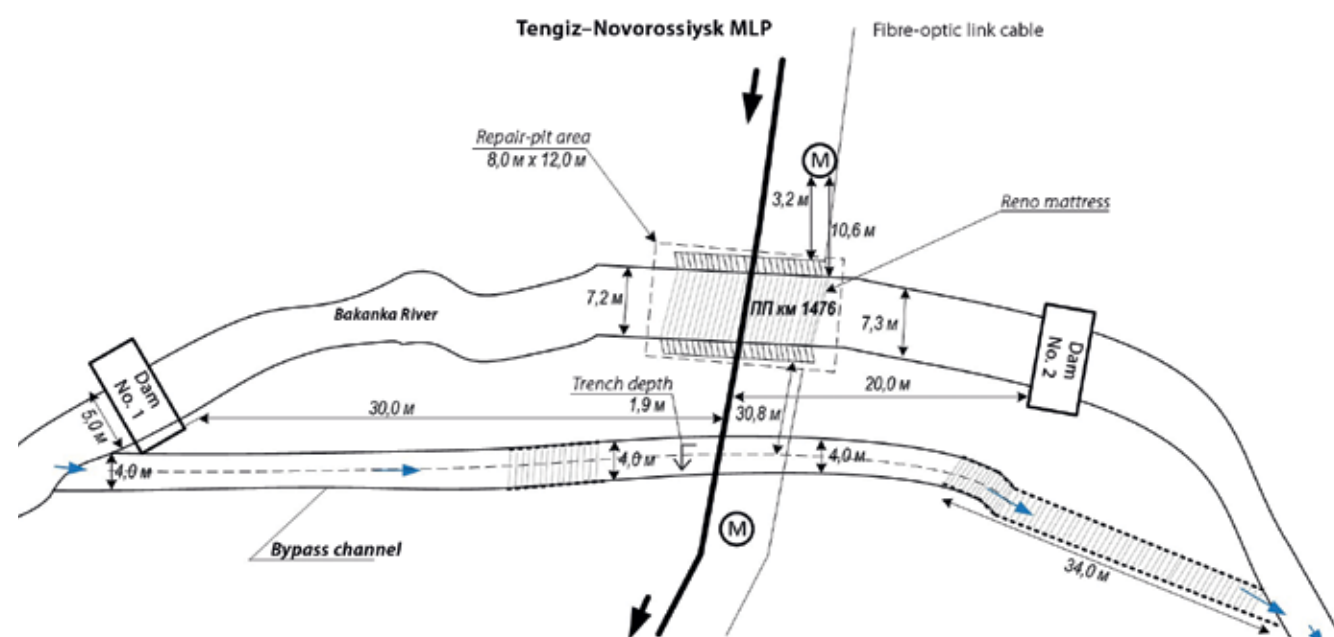 Tengiz–Novorossiysk MLP
Fibre-optic link cable
Repair-pit area
8,0 м x 12,0 м
M
3,2 м
10,6 м
Reno mattress
7,2 м
ПП км 1476
7,3 м
Bakanka River
Dam
No. 1
Dam
No. 2
5,0 м
30,0 м
Trench depth
1,9 м
30,8 м
20,0 м
4,0 м
4,0 м
4,0 м
Bypass channel
M
34,0 м